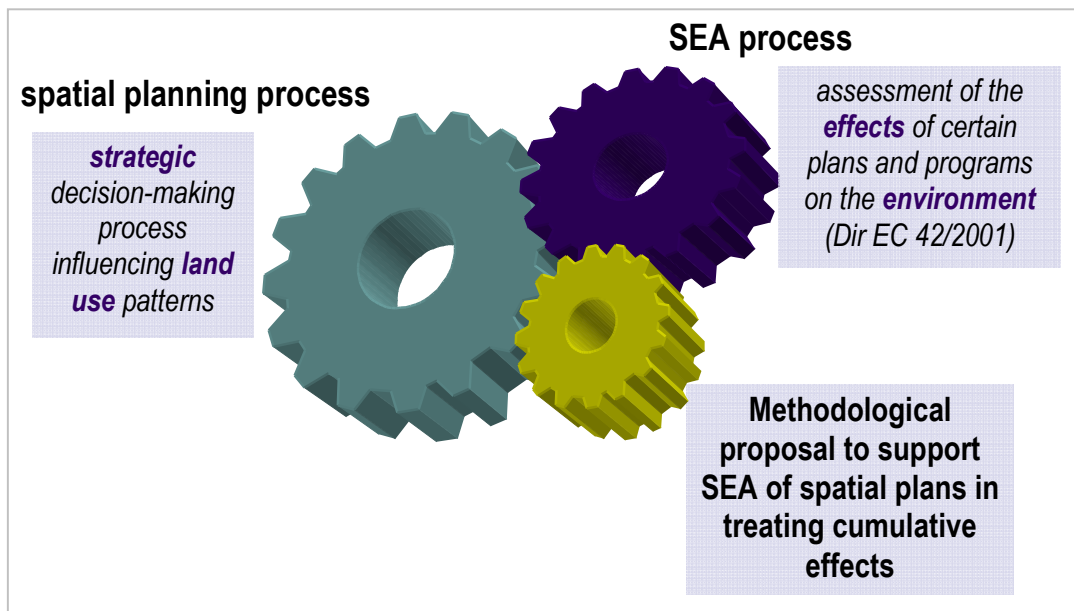 SEA process
spatial planning process
strategic
decision-making
process
influencing land
use patterns
assessment of the
effects of certain
plans and programs
on the environment
(Dir EC 42/2001)
Methodological
proposal to support
SEA of spatial plans in
treating cumulative
effects